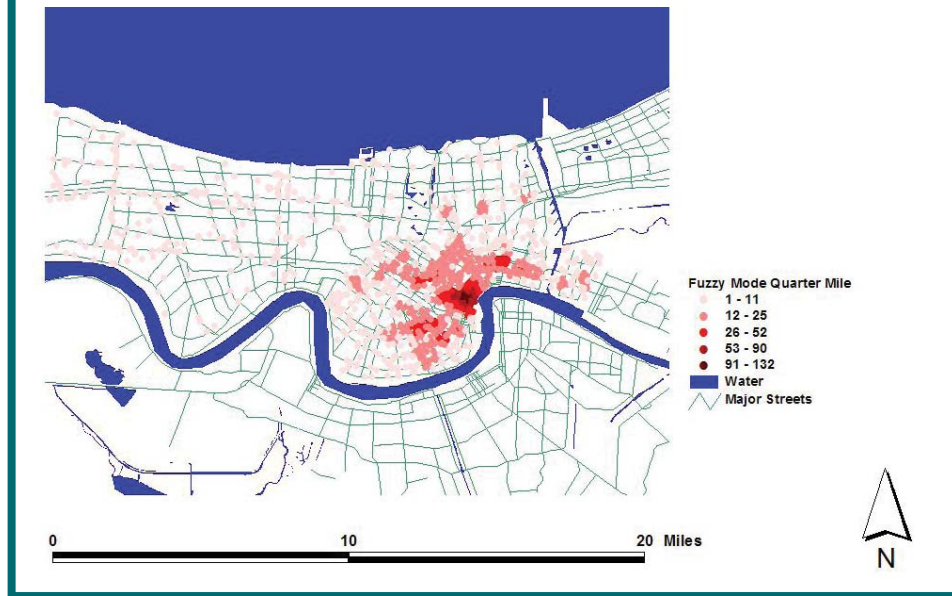 Fuzzy Mode Quarter Mile
1 - 11
12 - 25
26 - 52
53 - 90
91 - 132
Water
Major Streets
0 10 20 Miles
N